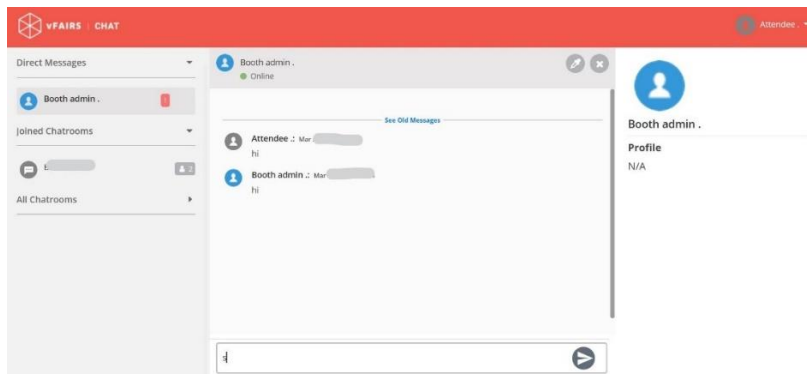 vFAIRS CHAT
Attendee .
Direct Messages
Booth admin .
Joined Chatrooms
2
All Chatrooms
Booth admin .
Online
See Old Messages
Attendee .: Mar
hi
Booth admin .: Mar
hi
s
Booth admin .
Profile
N/A